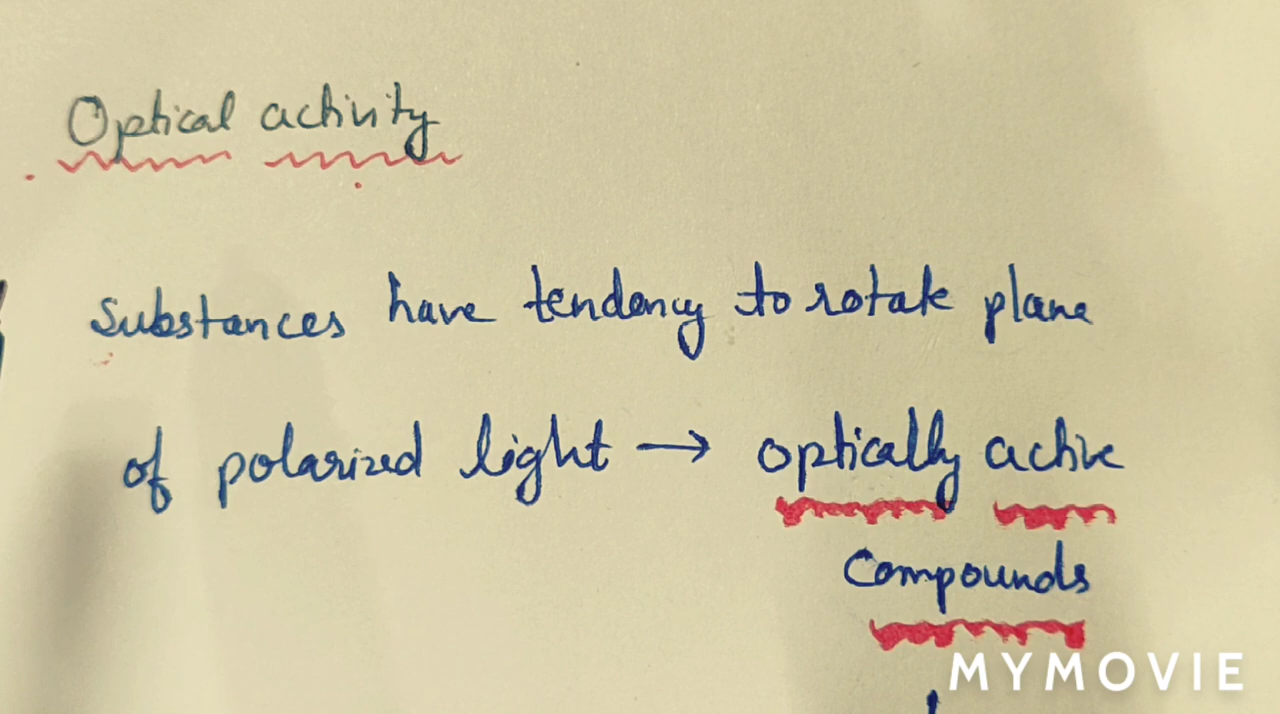 Optical activity
Substances have tendency to rotate plane
of polarized light → optically active
Compounds
MYMOVIE